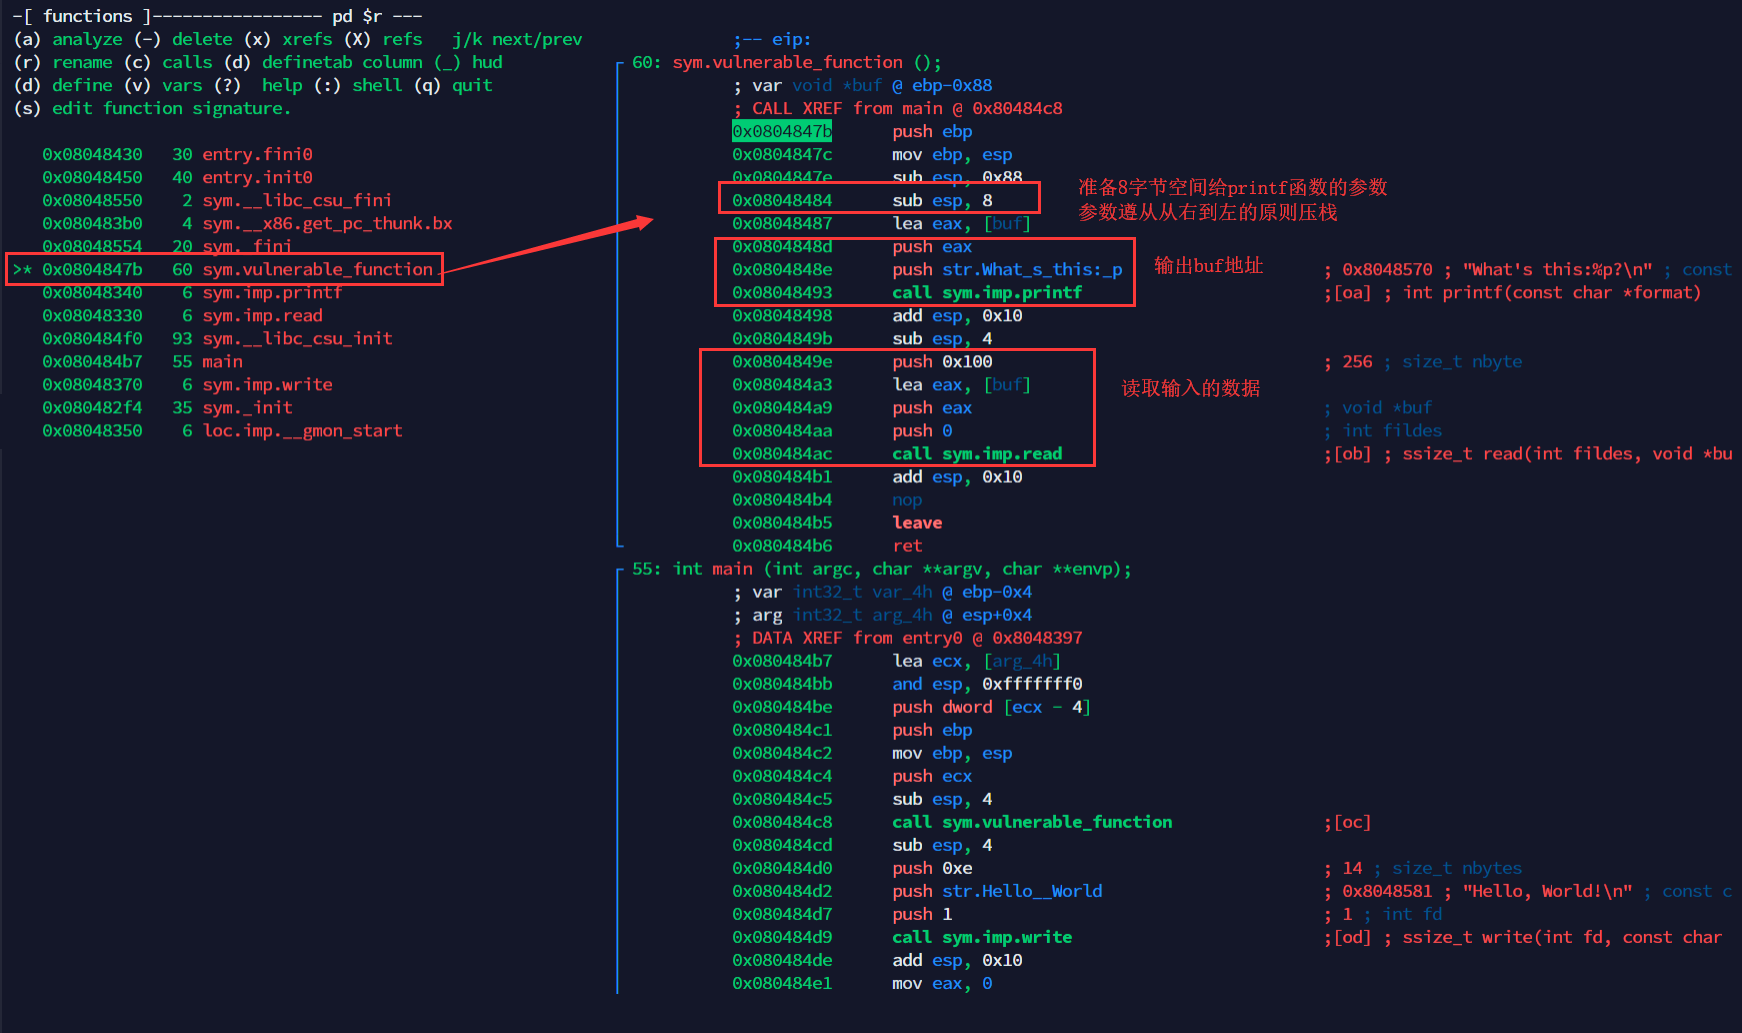 -[ functions ]----------------- pd $r ---
(a) analyze (-) delete (x) xrefs (X) refs   j/k next/prev
(r) rename (c) calls (d) definetab column (_) hud
(d) define (v) vars (?)  help (:) shell (q) quit
(s) edit function signature.
0x08048430   30 entry.fini0
0x08048450   40 entry.init0
0x08048550    2 sym.__libc_csu_fini
0x080483b0    4 sym.__x86.get_pc_thunk.bx
0x08048554   20 sym._fini
>* 0x0804847b   60 sym.vulnerable_function
0x08048340    6 sym.imp.printf
0x08048330    6 sym.imp.read
0x080484f0   93 sym.__libc_csu_init
0x080484b7   55 main
0x08048370    6 sym.imp.write
0x080482f4   35 sym._init
0x08048350    6 loc.imp.__gmon_start
;-- eip:
60: sym.vulnerable_function ();
; var void *buf @ ebp-0x88
; CALL XREF from main @ 0x80484c8
0x0804847b      push ebp
0x0804847c      mov ebp, esp
0x0804847e      sub esp, 0x88
0x08048484      sub esp, 8
准备8字节空间给printf函数的参数
参数遵从从右到左的原则压栈
0x08048487      lea eax, [buf]
0x0804848d      push eax
0x0804848e      push str.What_s_this:_p      ; 0x8048570 ; "What's this:%p?\n" ; const
输出buf地址
0x08048493      call sym.imp.printf      ;[oa] ; int printf(const char *format)
0x08048498      add esp, 0x10
0x0804849b      sub esp, 4
0x0804849e      push 0x100      ; 256 ; size_t nbyte
0x080484a3      lea eax, [buf]
读取输入的数据
0x080484a9      push eax      ; void *buf
0x080484aa      push 0      ; int fildes
0x080484ac      call sym.imp.read      ;[ob] ; ssize_t read(int fildes, void *bu
0x080484b1      add esp, 0x10
0x080484b4      nop
0x080484b5      leave
0x080484b6      ret
55: int main (int argc, char **argv, char **envp);
; var int32_t var_4h @ ebp-0x4
; arg int32_t arg_4h @ esp+0x4
; DATA XREF from entry0 @ 0x8048397
0x080484b7      lea ecx, [arg_4h]
0x080484bb      and esp, 0xfffffff0
0x080484be      push dword [ecx - 4]
0x080484c1      push ebp
0x080484c2      mov ebp, esp
0x080484c4      push ecx
0x080484c5      sub esp, 4
0x080484c8      call sym.vulnerable_function      ;[oc]
0x080484cd      sub esp, 4
0x080484d0      push 0xe      ; 14 ; size_t nbytes
0x080484d2      push str.Hello__World      ; 0x8048581 ; "Hello, World!\n" ; const c
0x080484d7      push 1      ; 1 ; int fd
0x080484d9      call sym.imp.write      ;[od] ; ssize_t write(int fd, const char
0x080484de      add esp, 0x10
0x080484e1      mov eax, 0